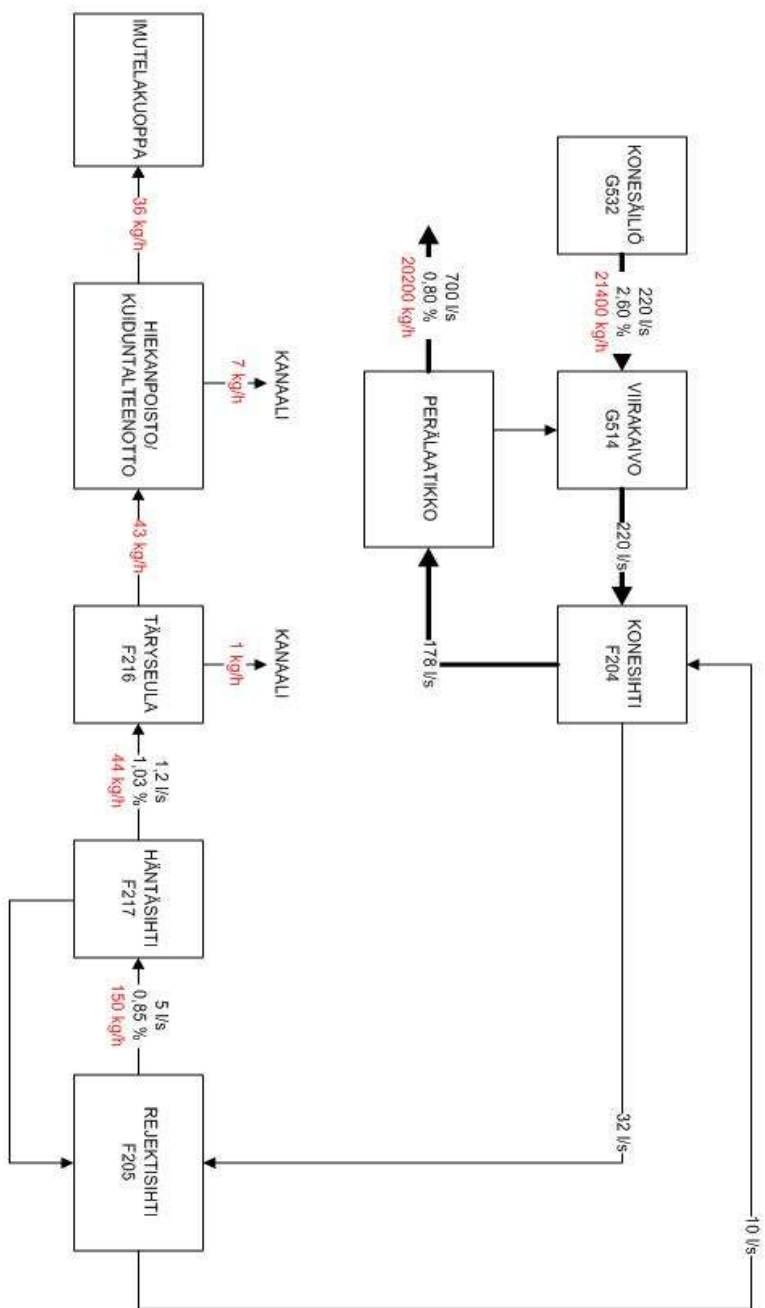 KONESÄILIÖ
G532
220 l/s
2,60 %
21400 kg/h
VIIRAKAIVO
G514
220 l/s
KONESIHTI
F204
10 l/s
700 l/s
0,80 %
20200 kg/h
PERÄLAATIKKO
178 l/s
32 l/s
IMUTELAKUOPPA
36 kg/h
HIEKANPOISTO/
KUIDUNTALTEENOTTO
KANAALI
7 kg/h
43 kg/h
TÄRYSEULA
F216
KANAALI
1 kg/h
1,2 l/s
1,03 %
44 kg/h
HÄNTÄSIHTI
F217
5 l/s
0,85 %
150 kg/h
REJEKTISIHTI
F205